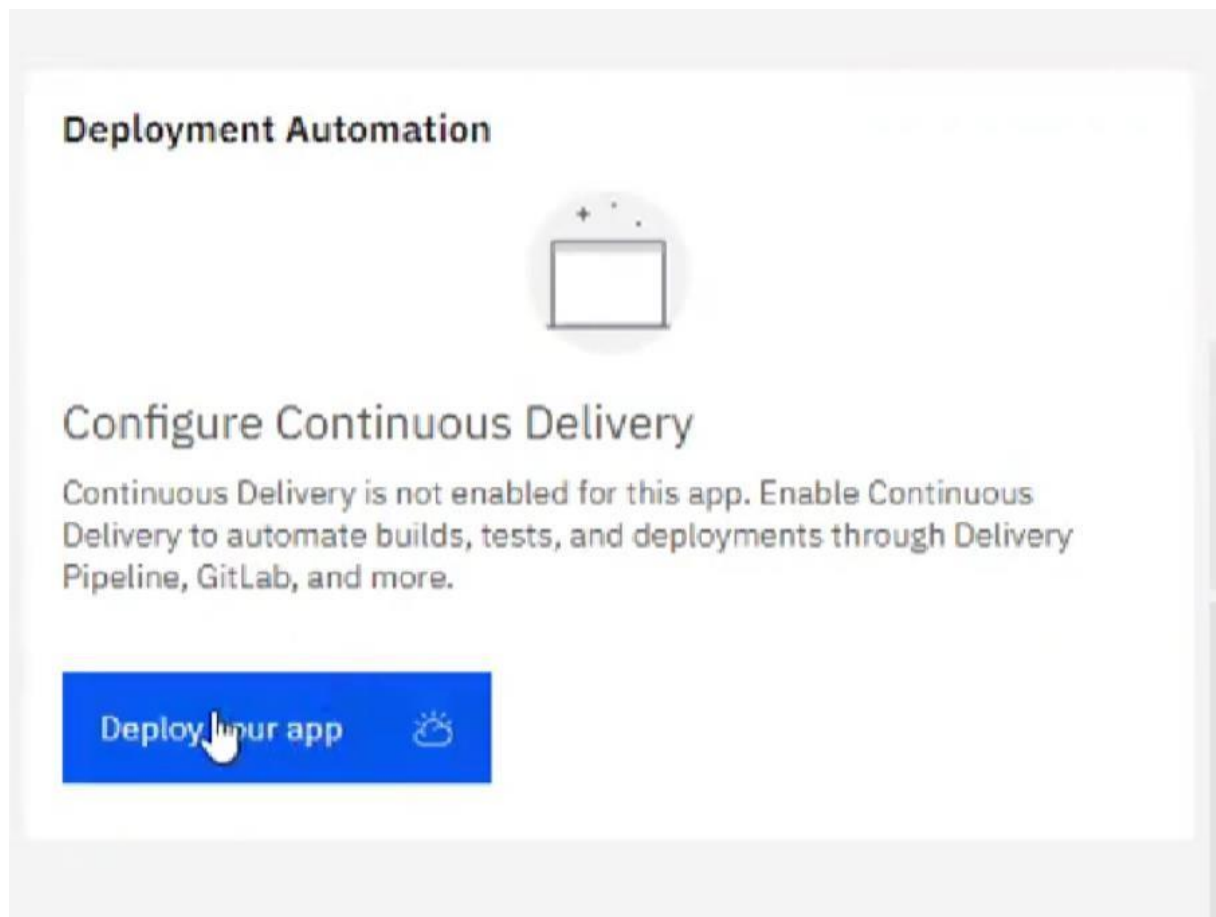 Deployment Automation
Configure Continuous Delivery
Continuous Delivery is not enabled for this app. Enable Continuous
Delivery to automate builds, tests, and deployments through Delivery
Pipeline, GitLab, and more.
Deploy your app